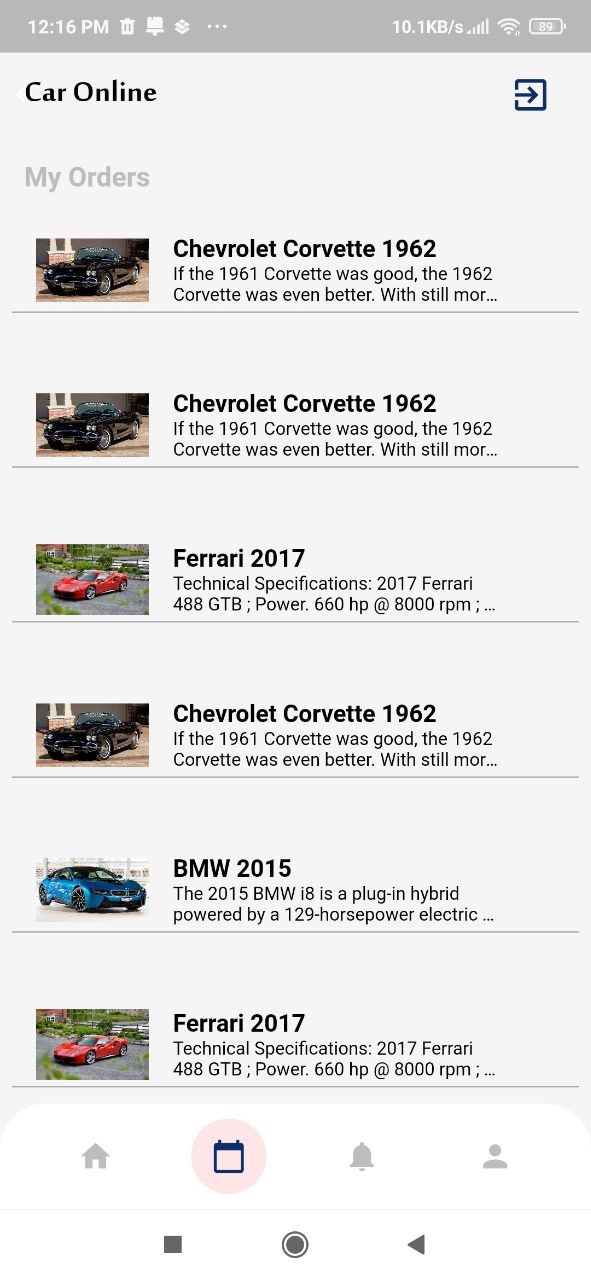 12:16 PM ... 10.1KB/s 89
Car Online
My Orders
Chevrolet Corvette 1962
If the 1961 Corvette was good, the 1962
Corvette was even better. With still mor…
Chevrolet Corvette 1962
If the 1961 Corvette was good, the 1962
Corvette was even better. With still mor…
Ferrari 2017
Technical Specifications: 2017 Ferrari
488 GTB ; Power. 660 hp @ 8000 rpm ; …
Chevrolet Corvette 1962
If the 1961 Corvette was good, the 1962
Corvette was even better. With still mor…
BMW 2015
The 2015 BMW i8 is a plug-in hybrid
powered by a 129-horsepower electric …
Ferrari 2017
Technical Specifications: 2017 Ferrari
488 GTB ; Power. 660 hp @ 8000 rpm ; …